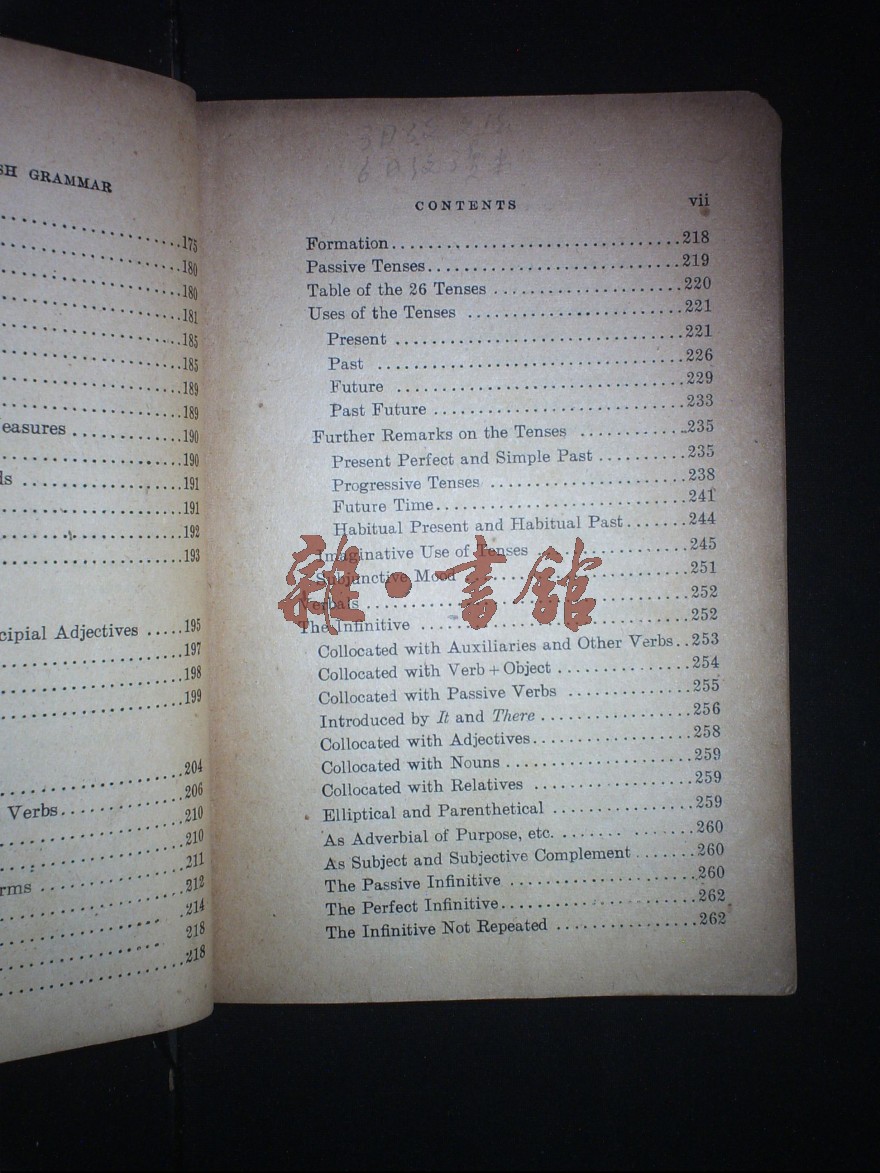 SH GRAMMAR
175
180
180
181
185
185
189
189
easures ............190
190
ds ....................191
191
192
193
cipial Adjectives .....195
197
198
199
204
206
Verbs..............210
210
211
rms ..................212
214
218
218
CONTENTS vii
Formation................................218
Passive Tenses............................219
Table of the 26 Tenses .....................220
Uses of the Tenses ........................221
Present ................................221
Past ..................................226
Future ................................229
Past Future ............................233
Further Remarks on the Tenses ............235
Present Perfect and Simple Past ..........235
Progressive Tenses ......................238
Future Time............................241
Habitual Present and Habitual Past.......244
Imaginative Use of Tenses .................245
Subjunctive Mood ........................251
Verbals ....................................252
The Infinitive ..............................252
Collocated with Auxiliaries and Other Verbs..253
Collocated with Verb + Object ...............254
Collocated with Passive Verbs ..............255
Introduced by It and There .................256
Collocated with Adjectives..................258
Collocated with Nouns .....................259
Collocated with Relatives ..................259
Elliptical and Parenthetical ................259
As Adverbial of Purpose, etc. ...............260
As Subject and Subjective Complement .......260
The Passive Infinitive .....................260
The Perfect Infinitive......................262
The Infinitive Not Repeated ................262
雜·書館